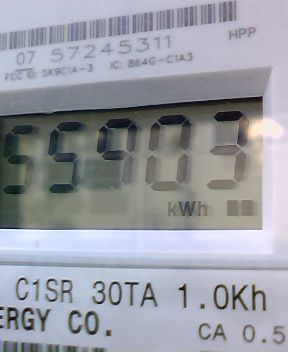 07 57245311
HPP
FCC ID: SK9C1A-3 IC: 864G-C1A3
55903
kWh
C1SR 30TA 1.0Kh
ERGY CO.
CA 0.5